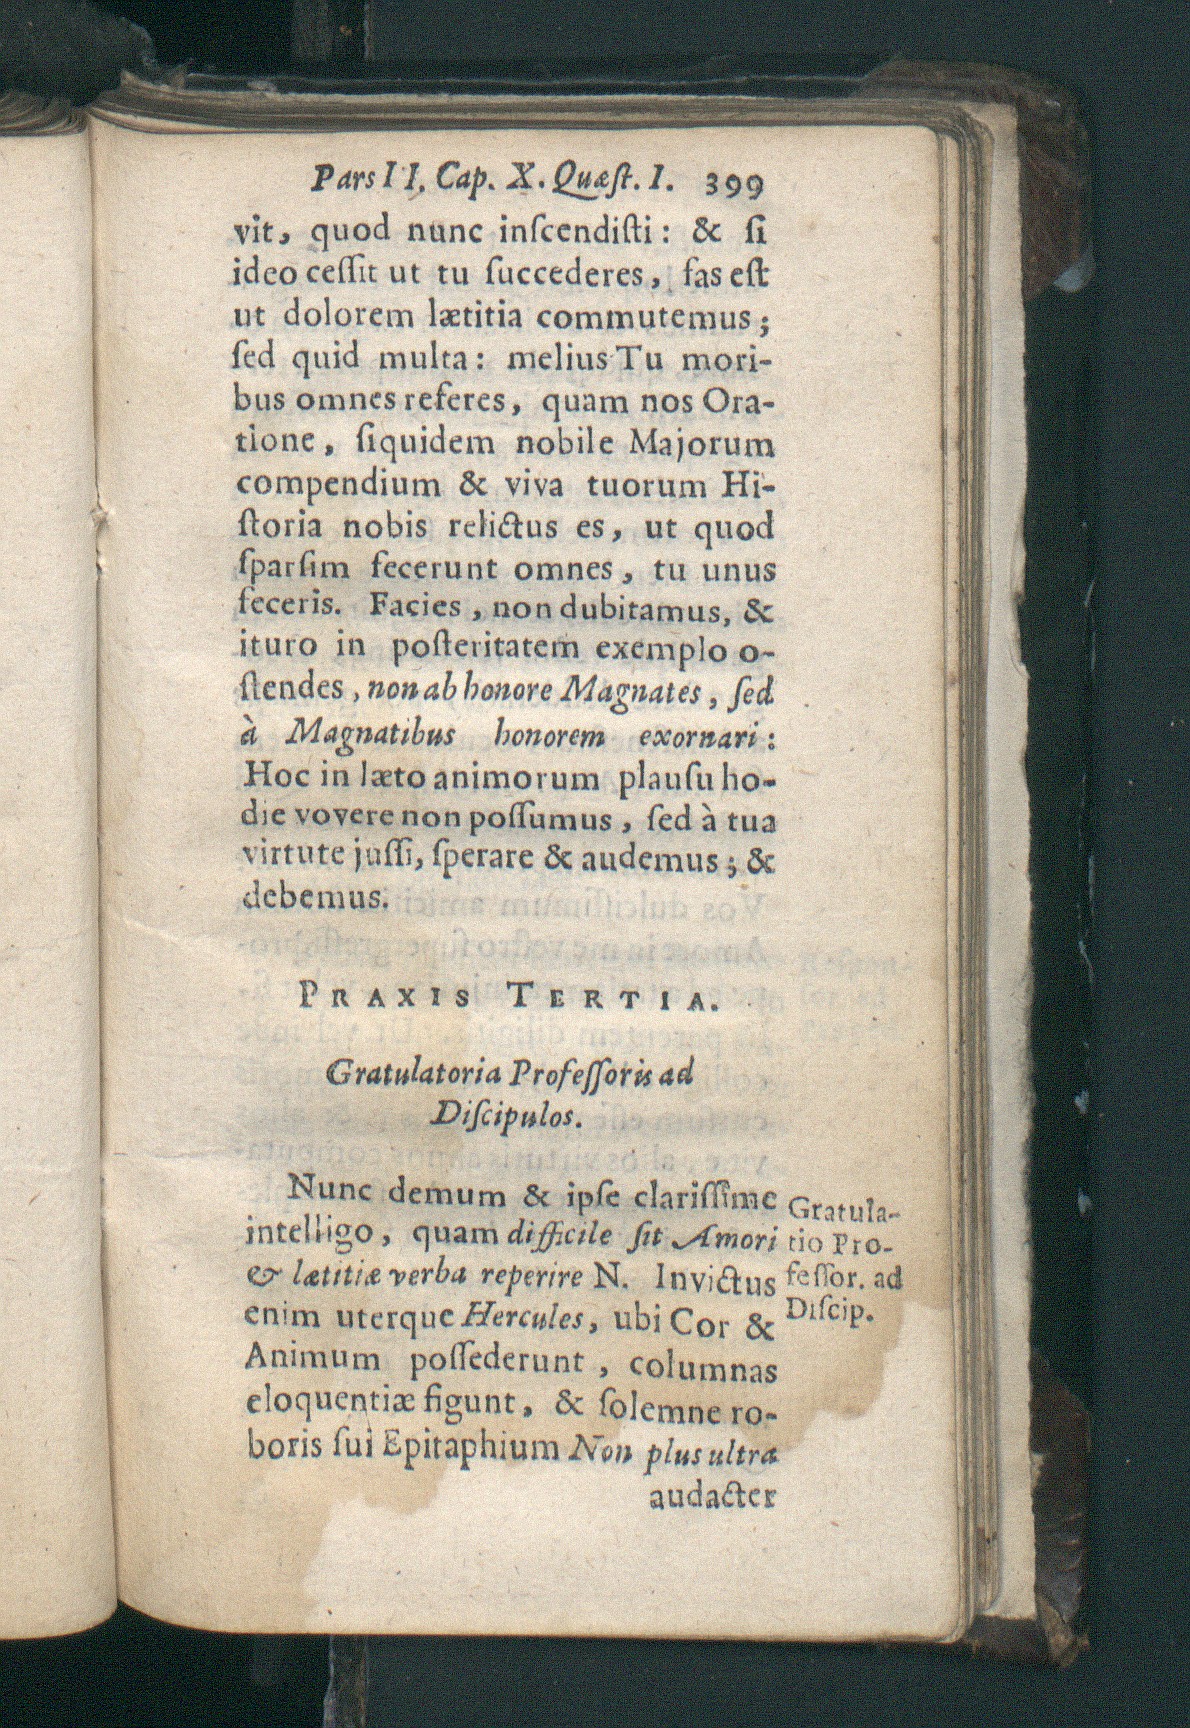 Pars II, Cap. X. Quæſt. I. 399
vit, quod nunc inſcendiſti: & ſi
ideo ceſſit ut tu ſuccederes, fas eſt
ut dolorem lætitia commutemus;
ſed quid multa: melius Tu mori-
bus omnes referes, quam nos Ora-
tione, ſiquidem nobile Majorum
compendium & viva tuorum Hi-
ſtoria nobis relictus es, ut quod
ſparſim fecerunt omnes, tu unus
feceris. Facies, non dubitamus, &
ituro in poſteritatem exemplo o-
ſtendes, non ab honore Magnates, ſed
à Magnatibus honorem exornari:
Hoc in læto animorum plauſu ho-
die vovere non poſſumus, ſed à tua
virtute juſſi, ſperare & audemus; &
debemus.
PRAXIS TERTIA.
Gratulatoria Profeſſoris ad
Diſcipulos.
Nunc demum & ipſe clariſſime
intelligo, quam difficile ſit Amori
& lætitiæ verba reperire N. Invictus
enim uterque Hercules, ubi Cor &
Animum poſſederunt, columnas
eloquentiæ figunt, & ſolemne ro-
boris ſui Epitaphium Non plus ultra
audacter
Gratula-
tio Pro-
feſſor. ad
Diſcip.